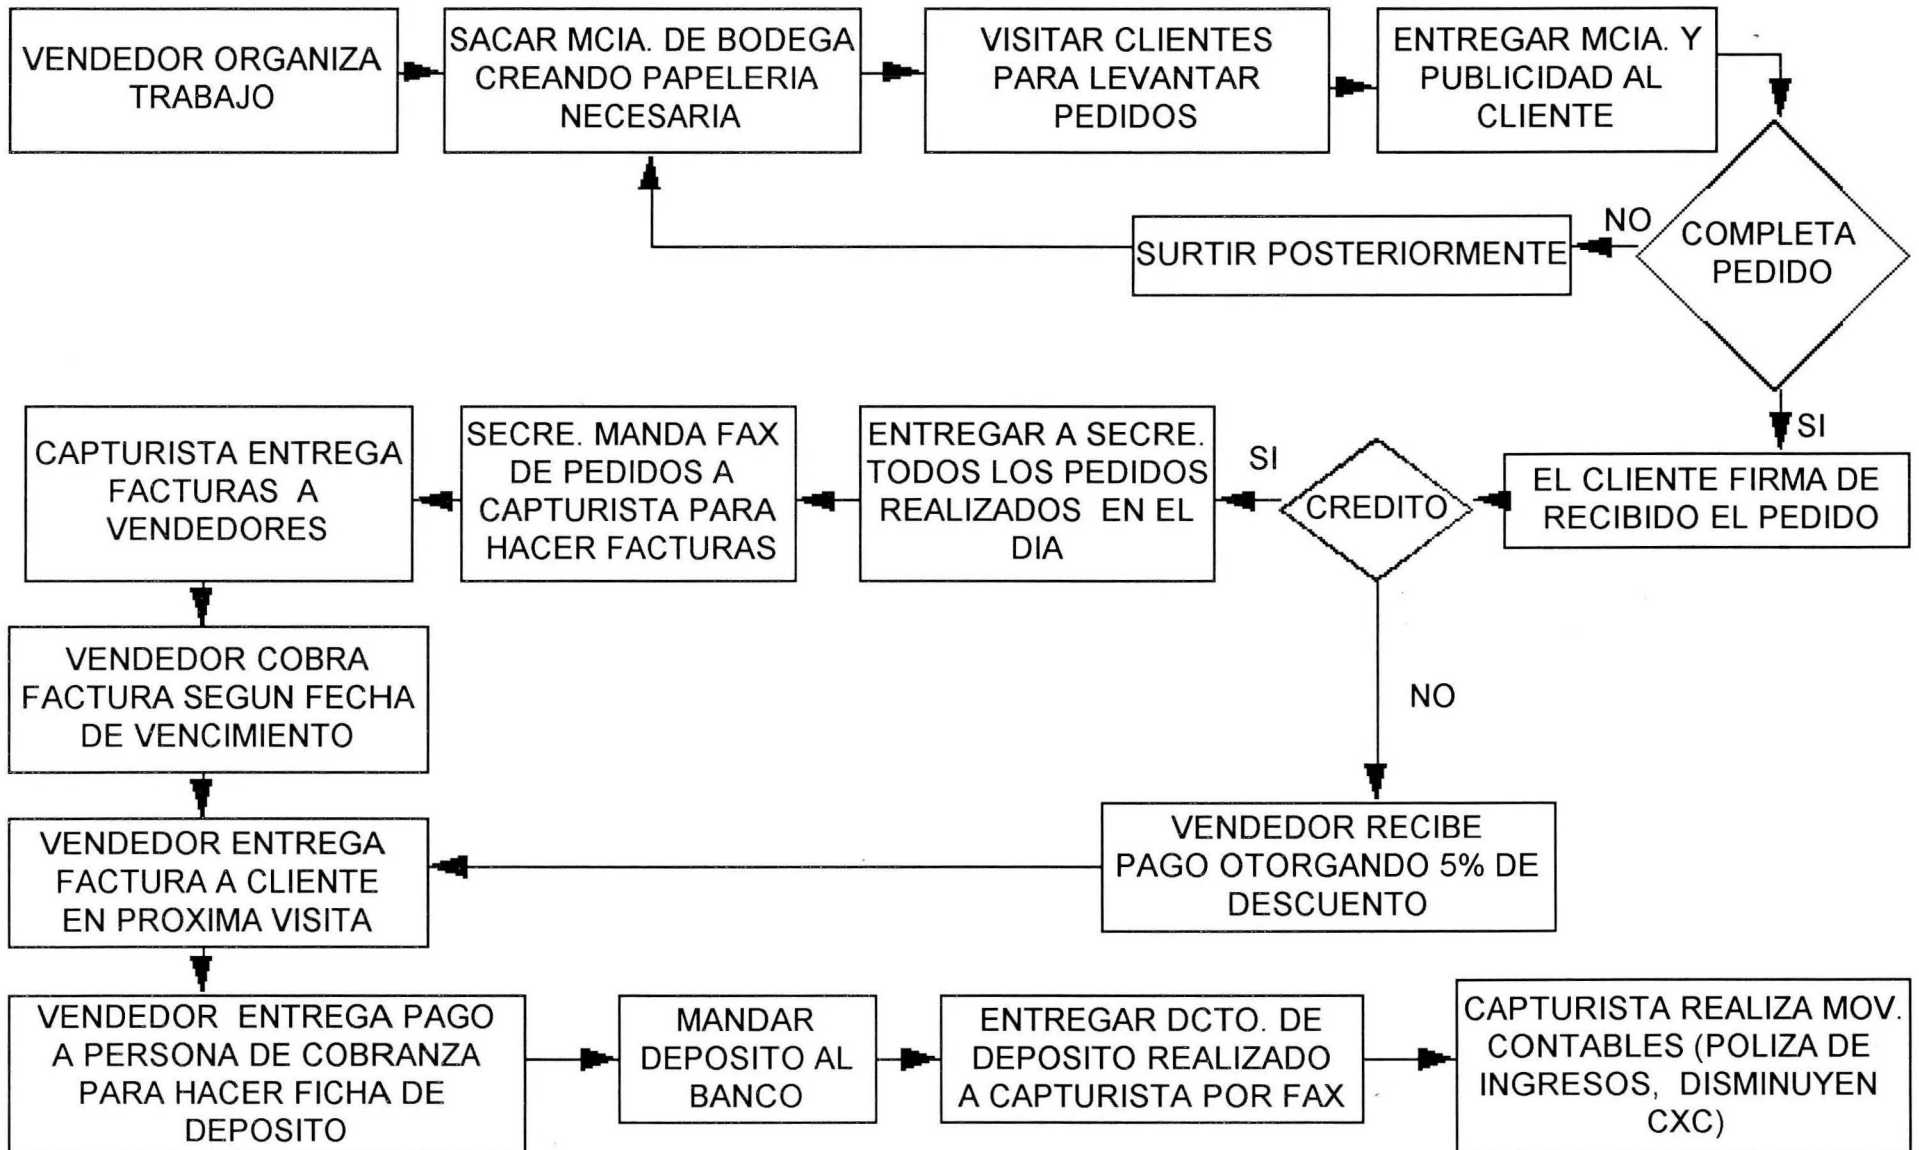 VENDEDOR ORGANIZA
TRABAJO
SACAR MCIA. DE BODEGA
CREANDO PAPELERIA
NECESARIA
VISITAR CLIENTES
PARA LEVANTAR
PEDIDOS
ENTREGAR MCIA. Y
PUBLICIDAD AL
CLIENTE
COMPLETA
PEDIDO
NO
SURTIR POSTERIORMENTE
SI
EL CLIENTE FIRMA DE
RECIBIDO EL PEDIDO
CREDITO
SI
ENTREGAR A SECRE.
TODOS LOS PEDIDOS
REALIZADOS EN EL
DIA
SECRE. MANDA FAX
DE PEDIDOS A
CAPTURISTA PARA
HACER FACTURAS
CAPTURISTA ENTREGA
FACTURAS A
VENDEDORES
VENDEDOR COBRA
FACTURA SEGUN FECHA
DE VENCIMIENTO
NO
VENDEDOR RECIBE
PAGO OTORGANDO 5% DE
DESCUENTO
VENDEDOR ENTREGA
FACTURA A CLIENTE
EN PROXIMA VISITA
VENDEDOR ENTREGA PAGO
A PERSONA DE COBRANZA
PARA HACER FICHA DE
DEPOSITO
MANDAR
DEPOSITO AL
BANCO
ENTREGAR DCTO. DE
DEPOSITO REALIZADO
A CAPTURISTA POR FAX
CAPTURISTA REALIZA MOV.
CONTABLES (POLIZA DE
INGRESOS, DISMINUYEN
CXC)